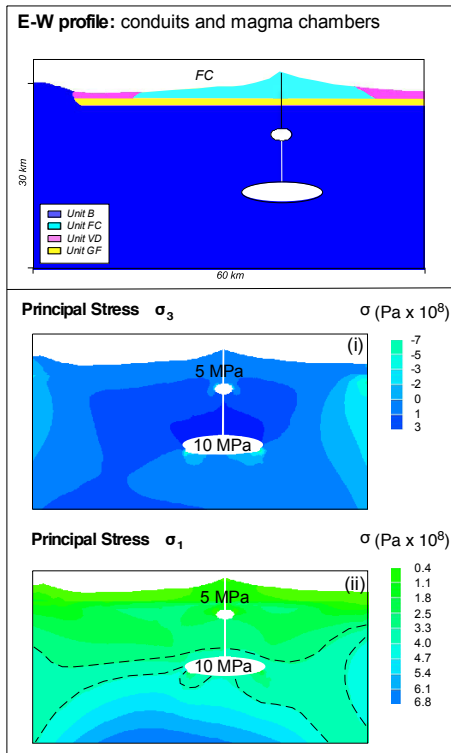 E-W profile: conduits and magma chambers
FC
30 km
Unit B
Unit FC
Unit VD
Unit GF
60 km
Principal Stress σ3
σ (Pa x 10⁸)
(i)
5 MPa
10 MPa
-7
-5
-3
-2
0
1
3
Principal Stress σ1
σ (Pa x 10⁸)
(ii)
5 MPa
10 MPa
0.4
1.1
1.8
2.5
3.3
4.0
4.7
5.4
6.1
6.8